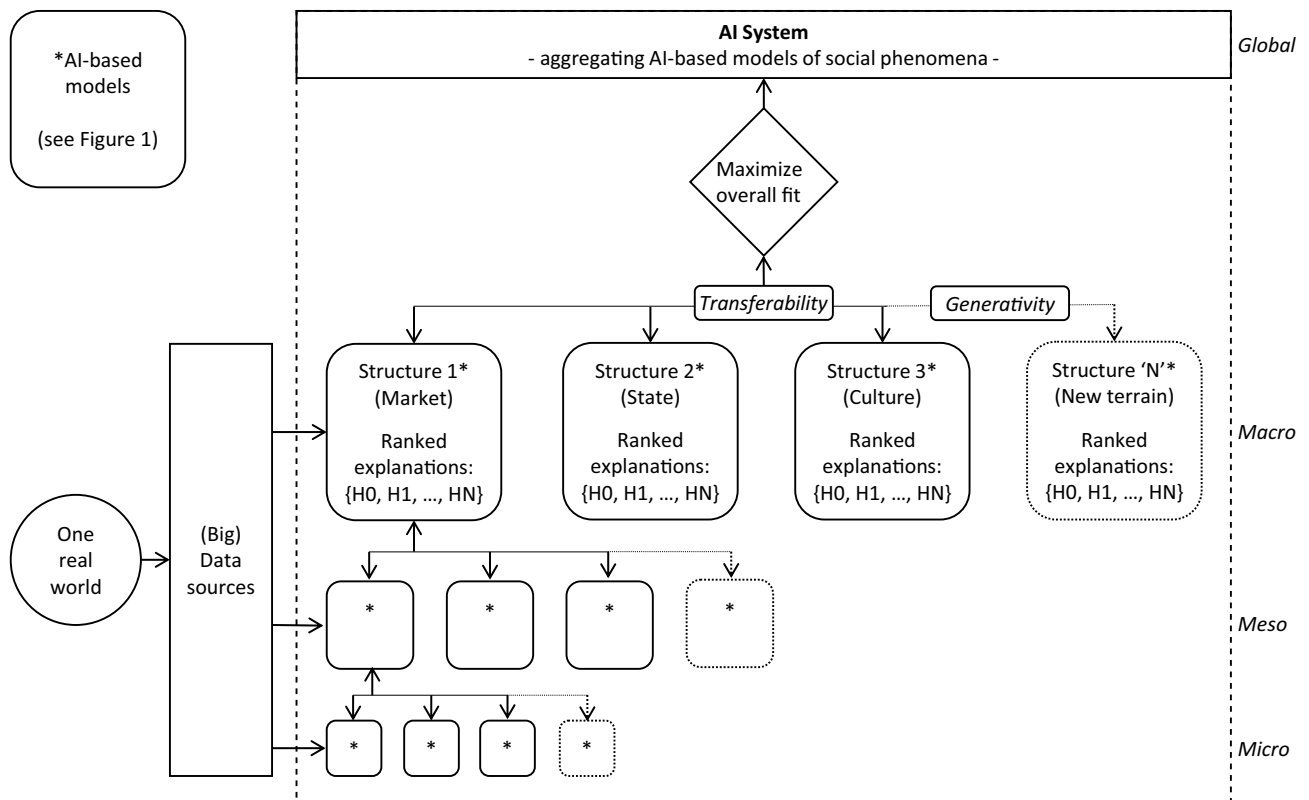 *AI-based
models
(see Figure 1)
AI System
- aggregating AI-based models of social phenomena -
Global
Maximize
overall fit
Transferability
Generativity
Structure 1*
(Market)
Ranked
explanations:
{H0, H1, …, HN}
Structure 2*
(State)
Ranked
explanations:
{H0, H1, …, HN}
Structure 3*
(Culture)
Ranked
explanations:
{H0, H1, …, HN}
Structure ‘N’*
(New terrain)
Ranked
explanations:
{H0, H1, …, HN}
Macro
One
real
world
(Big)
Data
sources
*
*
*
*
Meso
*
*
*
*
Micro